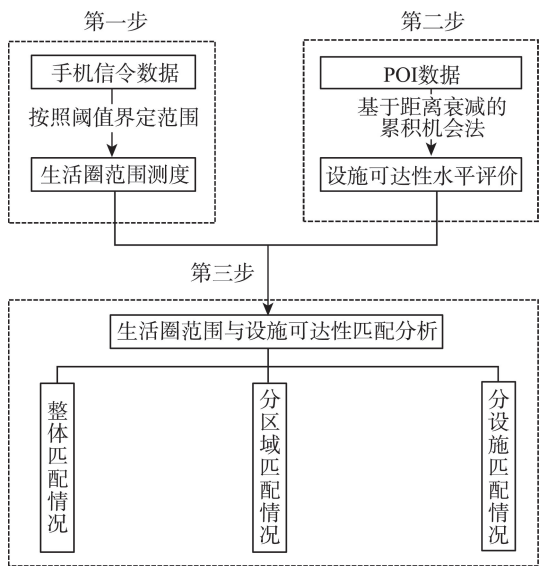 第一步
手机信令数据
按照阈值界定范围
生活圈范围测度
第二步
POI数据
基于距离衰减的
累积机会法
设施可达性水平评价
第三步
生活圈范围与设施可达性匹配分析
整体匹配情况
分区域匹配情况
分设施匹配情况